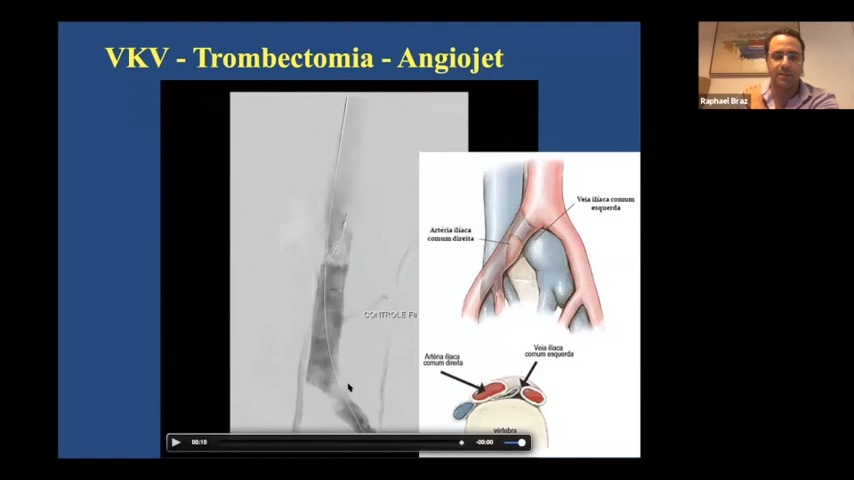 VKV - Trombectomia - Angiojet
Raphael Braz
Veia ilíaca comum
esquerda
Artéria ilíaca
comum direita
CONTROLE FI
Artéria ilíaca
comum direita
Veia ilíaca
comum esquerda
vértebra
00:10
-00:00